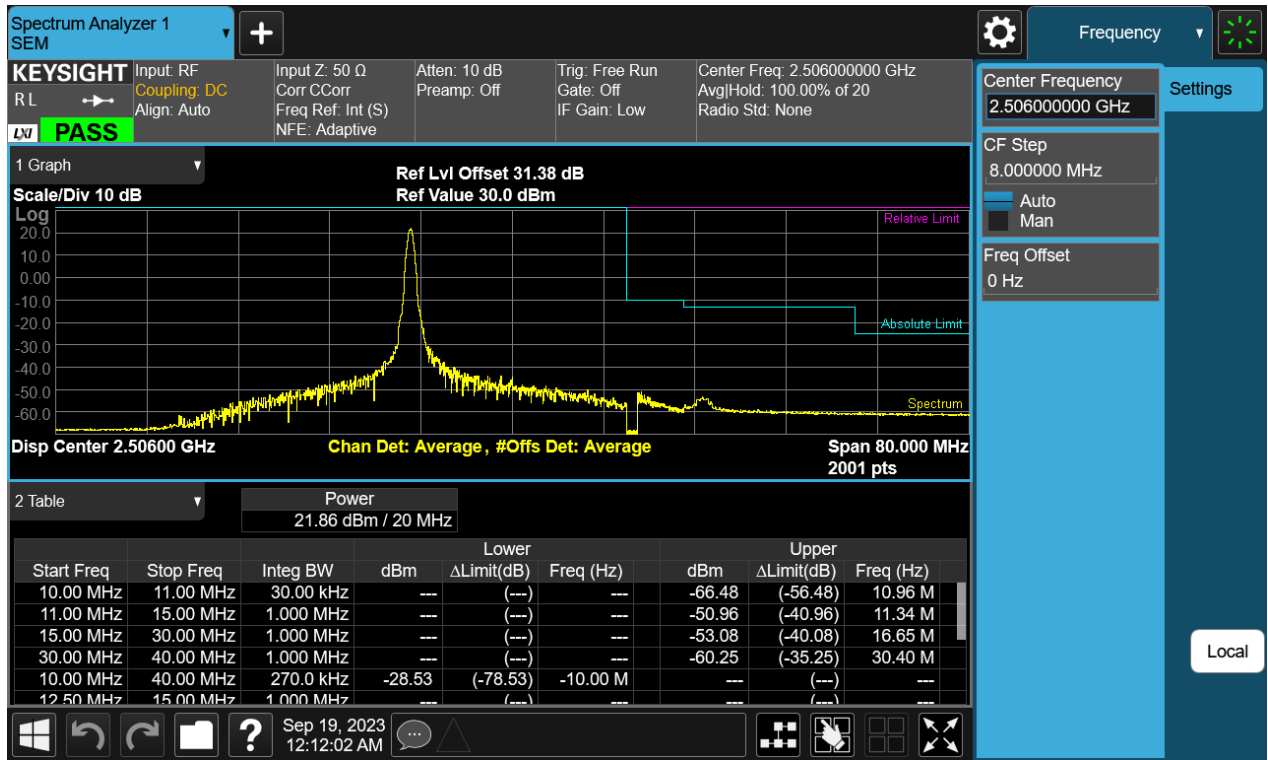 Spectrum Analyzer 1
SEM
+
Frequency
KEYSIGHT
R L
LXI
PASS
Input: RF
Coupling: DC
Align: Auto
Input Z: 50 Ω
Corr CCorr
Freq Ref: Int (S)
NFE: Adaptive
Atten: 10 dB
Preamp: Off
Trig: Free Run
Gate: Off
IF Gain: Low
Center Freq: 2.506000000 GHz
Avg|Hold: 100.00% of 20
Radio Std: None
Center Frequency
2.506000000 GHz
Settings
CF Step
8.000000 MHz
Auto
Man
Freq Offset
0 Hz
1 Graph
Scale/Div 10 dB
Ref Lvl Offset 31.38 dB
Ref Value 30.0 dBm
Log
Relative Limit
20.0
10.0
0.00
-10.0
-20.0
Absolute Limit
-30.0
-40.0
-50.0
Spectrum
-60.0
Disp Center 2.50600 GHz
Chan Det: Average, #Offs Det: Average
Span 80.000 MHz
2001 pts
2 Table
Power
21.86 dBm / 20 MHz
Lower Upper
Start Freq Stop Freq Integ BW dBm ΔLimit(dB) Freq (Hz) dBm ΔLimit(dB) Freq (Hz)
10.00 MHz 11.00 MHz 30.00 kHz --- (---) --- -66.48 (-56.48) 10.96 M
11.00 MHz 15.00 MHz 1.000 MHz --- (---) --- -50.96 (-40.96) 11.34 M
15.00 MHz 30.00 MHz 1.000 MHz --- (---) --- -53.08 (-40.08) 16.65 M
30.00 MHz 40.00 MHz 1.000 MHz --- (---) --- -60.25 (-35.25) 30.40 M
10.00 MHz 40.00 MHz 270.0 kHz -28.53 (-78.53) -10.00 M --- (---) ---
12.50 MHz 15.00 MHz 1.000 MHz --- (---) --- --- (---) ---
Local
?
Sep 19, 2023
12:12:02 AM